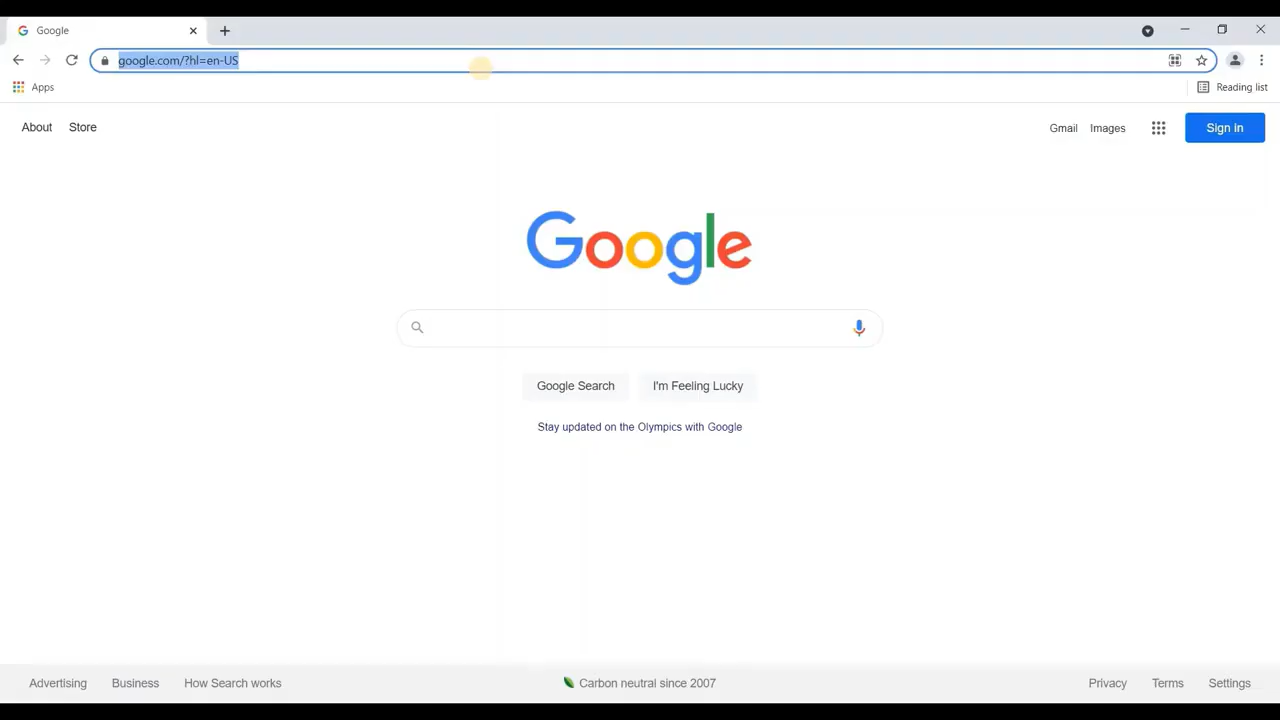 Google
google.com/?hl=en-US
Apps
Reading list
About Store
Gmail Images Sign in
Google
Google Search I'm Feeling Lucky
Stay updated on the Olympics with Google
Advertising Business How Search works Carbon neutral since 2007 Privacy Terms Settings